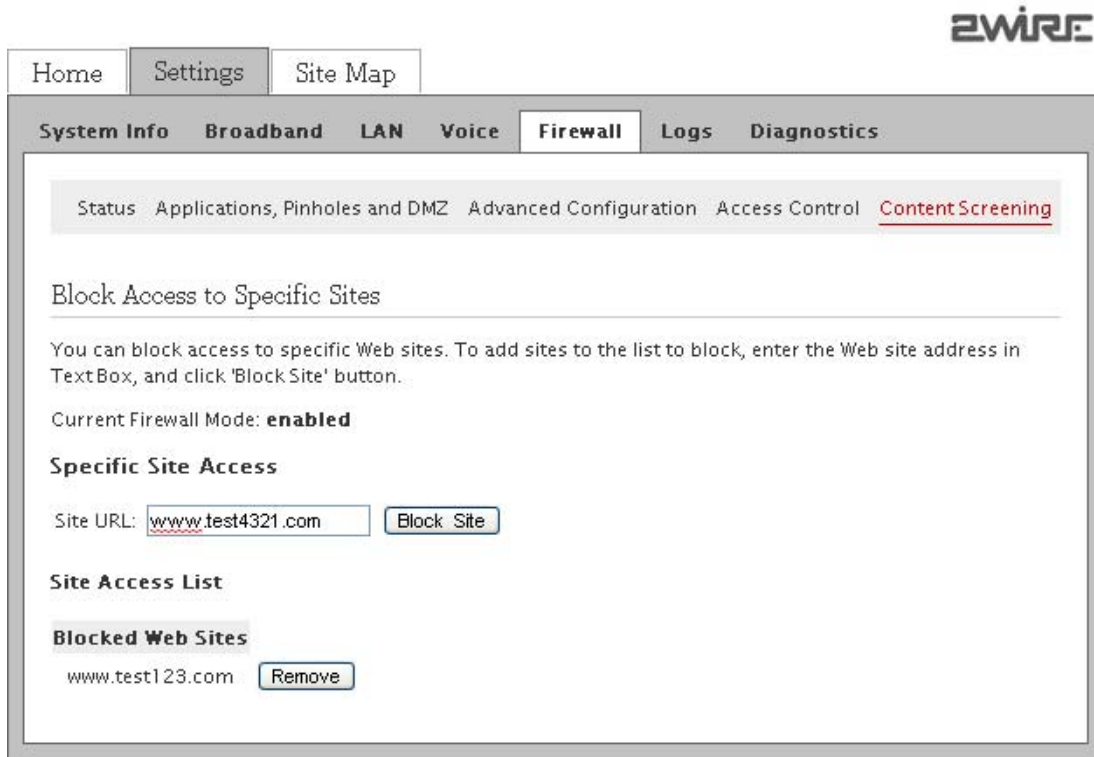 2WIRE
Home Settings Site Map
System Info Broadband LAN Voice Firewall Logs Diagnostics
Status Applications, Pinholes and DMZ Advanced Configuration Access Control Content Screening
Block Access to Specific Sites
You can block access to specific Web sites. To add sites to the list to block, enter the Web site address in
Text Box, and click 'Block Site' button.
Current Firewall Mode: enabled
Specific Site Access
Site URL: www.test4321.com Block Site
Site Access List
Blocked Web Sites
www.test123.com Remove